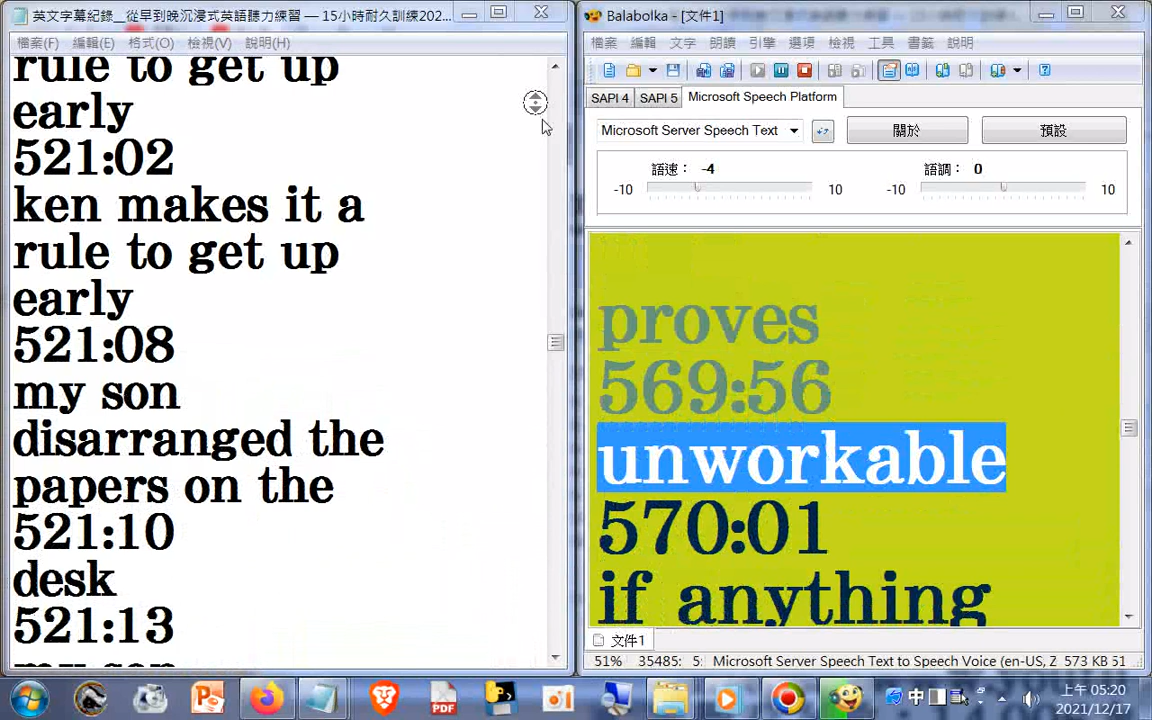 英文字幕紀錄__從早到晚沉浸式英語聽力練習 — 15小時耐久訓練202...
檔案(F) 編輯(E) 格式(O) 檢視(V) 說明(H)
rule to get up
early
521:02
ken makes it a
rule to get up
early
521:08
my son
disarranged the
papers on the
521:10
desk
521:13
my son
Balabolka - [文件1]
檔案 編輯 文字 朗讀 引擎 選項 檢視 工具 書籤 說明
SAPI 4 SAPI 5 Microsoft Speech Platform
Microsoft Server Speech Text 關於 預設
語速： -4 語調： 0
-10 10 -10 10
proves
569:56
unworkable
570:01
if anything
文件1
51% 35485: 5: Microsoft Server Speech Text to Speech Voice (en-US, Z 573 KB 51
PDF
中
上午 05:20
2021/12/17